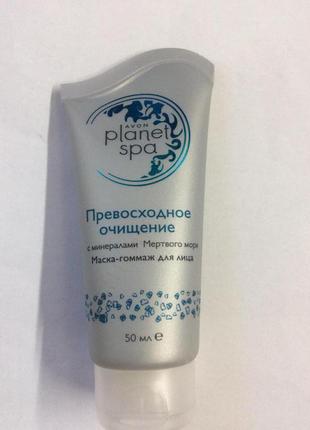 AVON
planet
spa
Превосходное
очищение
с минералами Мертвого моря
Маска-гоммаж для лица
50 мл e